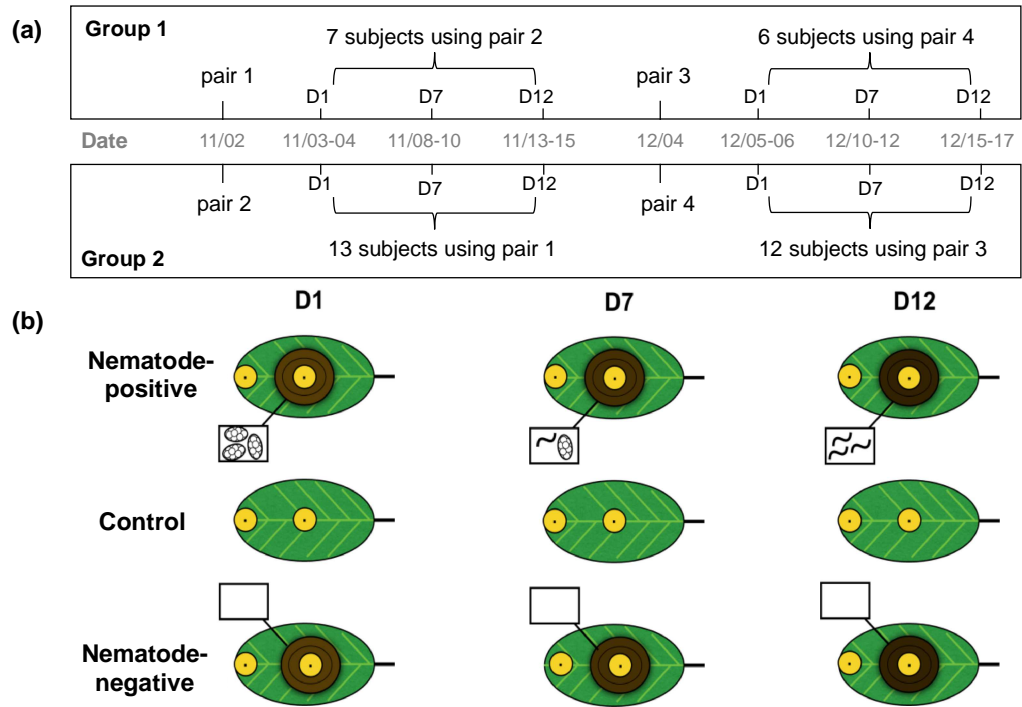 (a)
Group 1
7 subjects using pair 2
6 subjects using pair 4
pair 1
pair 3
D1
D7
D12
D1
D7
D12
Date
11/02
11/03-04
11/08-10
11/13-15
12/04
12/05-06
12/10-12
12/15-17
D1
D7
D12
D1
D7
D12
pair 2
pair 4
13 subjects using pair 1
12 subjects using pair 3
Group 2
(b)
D1
D7
D12
Nematode-
positive
Control
Nematode-
negative